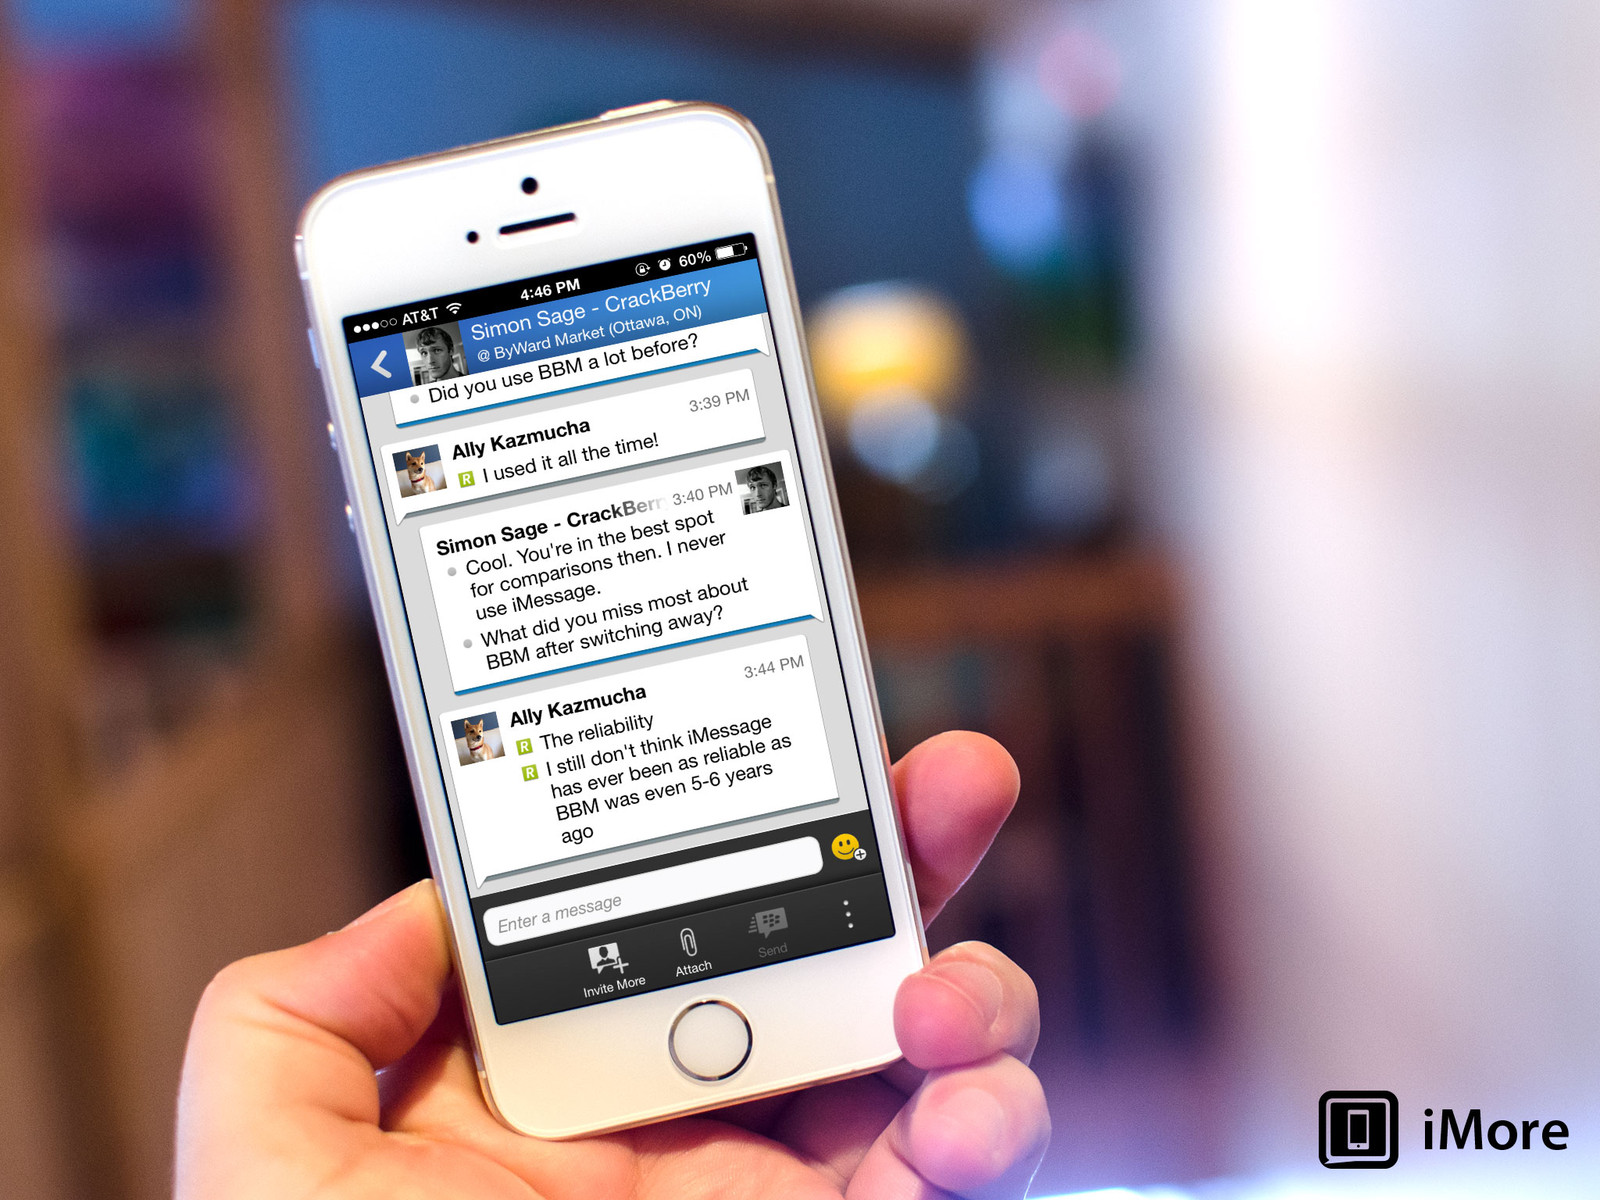 AT&T 4:46 PM 60%
Simon Sage - CrackBerry
@ ByWard Market (Ottawa, ON)
Did you use BBM a lot before?
Ally Kazmucha 3:39 PM
R I used it all the time!
Simon Sage - CrackBerr 3:40 PM
Cool. You're in the best spot
for comparisons then. I never
use iMessage.
What did you miss most about
BBM after switching away?
Ally Kazmucha 3:44 PM
R The reliability
R I still don't think iMessage
has ever been as reliable as
BBM was even 5-6 years
ago
Enter a message
Invite More Attach Send
iMore